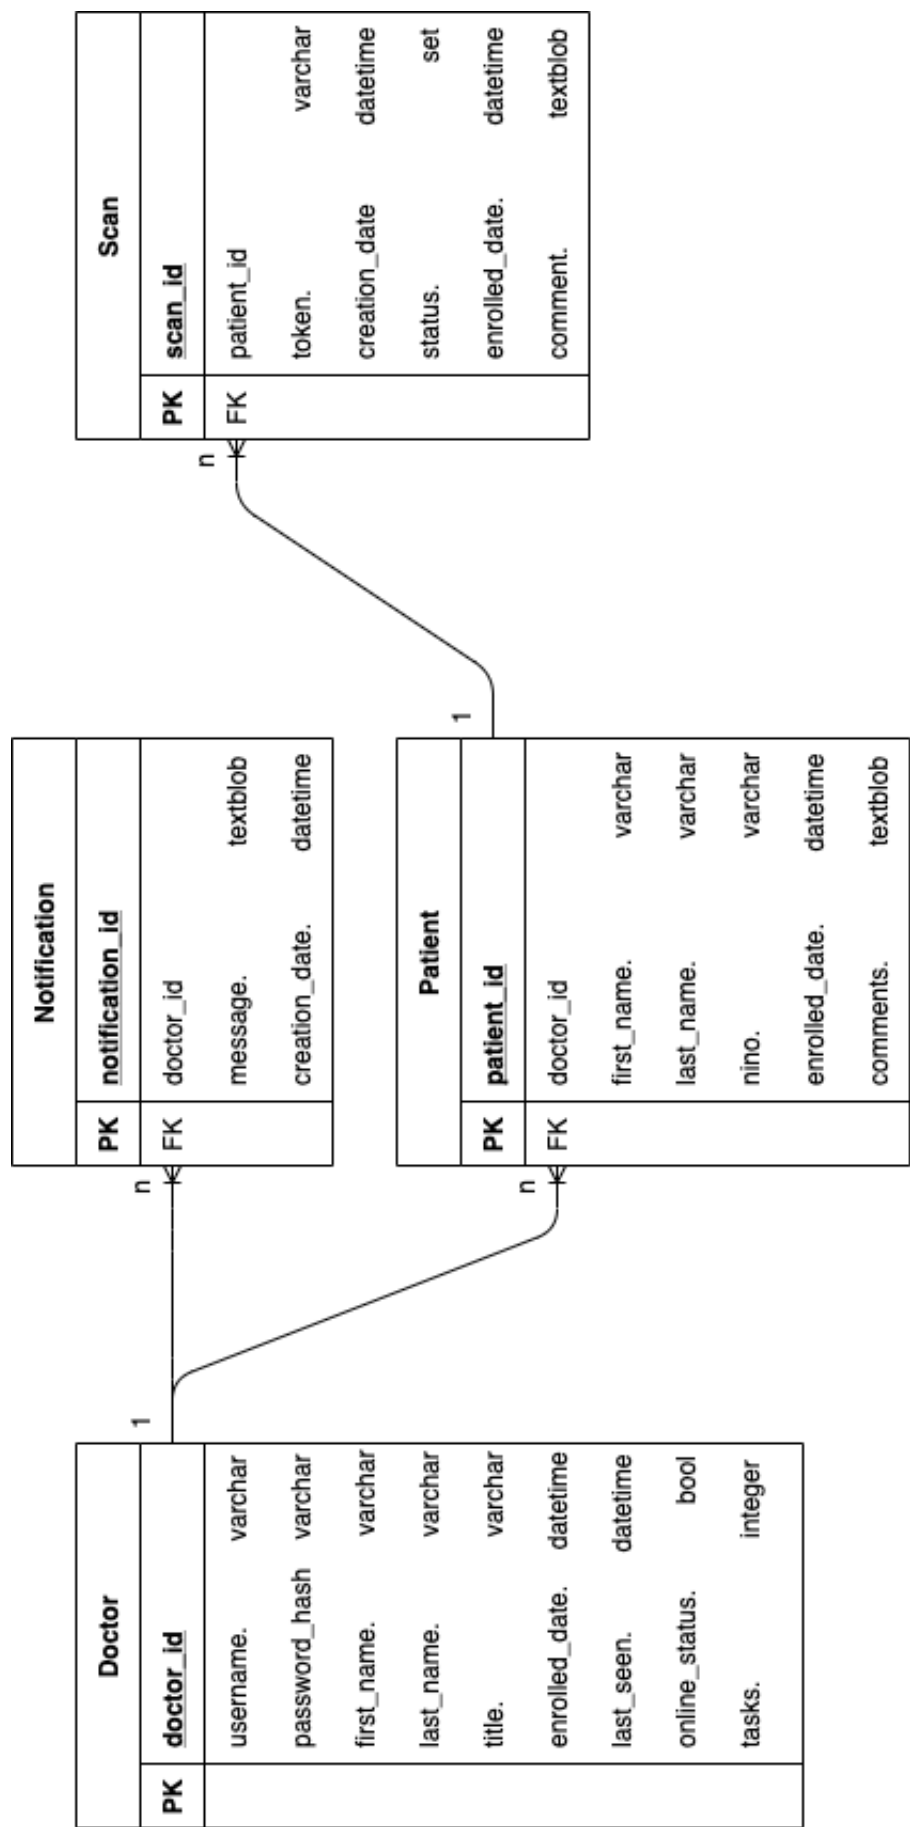 Doctor
PK doctor_id
username. varchar
password_hash varchar
first_name. varchar
last_name. varchar
title. varchar
enrolled_date. datetime
last_seen. datetime
online_status. bool
tasks. integer
1
n
n
Notification
PK notification_id
FK doctor_id
message. textblob
creation_date. datetime
Patient
PK patient_id
FK doctor_id
first_name. varchar
last_name. varchar
nino. varchar
enrolled_date. datetime
comments. textblob
1
n
Scan
PK scan_id
FK patient_id
token. varchar
creation_date datetime
status. set
enrolled_date. datetime
comment. textblob